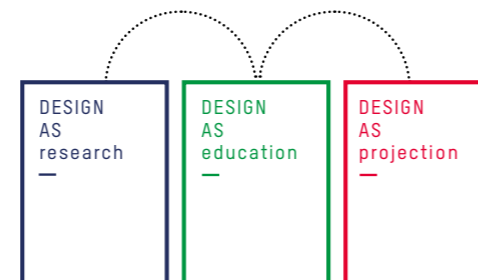 DESIGN
AS
research
DESIGN
AS
education
DESIGN
AS
projection